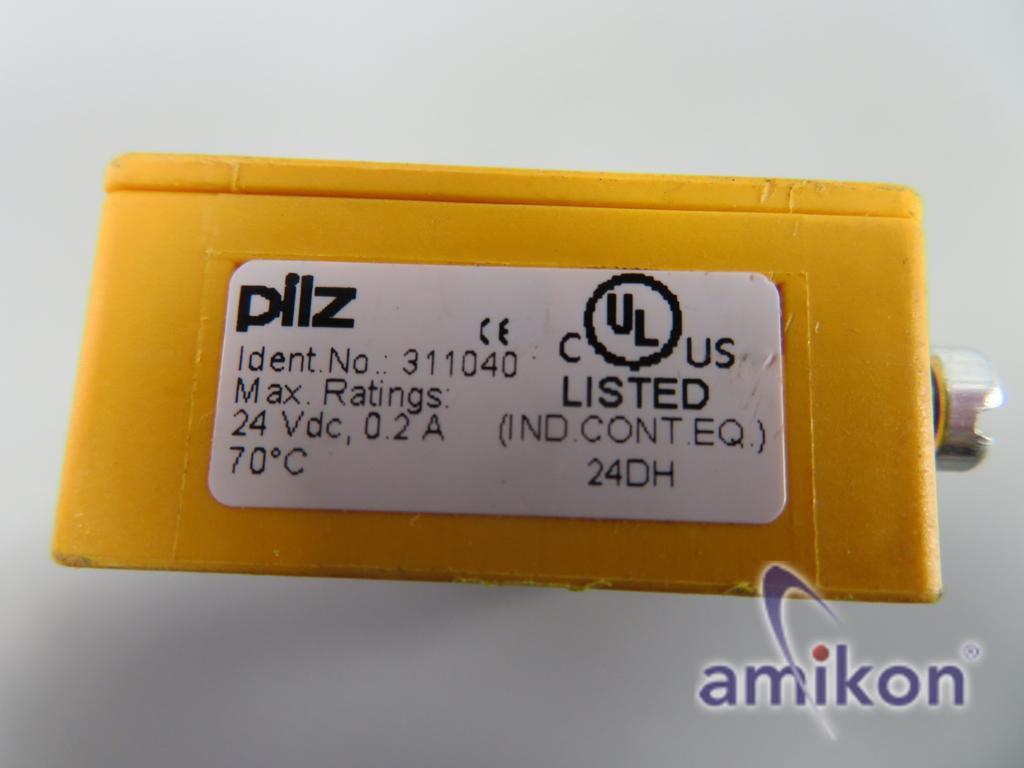 pilz
CE
Ident.No.: 311040
Max. Ratings:
24 Vdc, 0.2 A
70°C
UL
C US
LISTED
(IND.CONT.EQ.)
24DH
amikon®